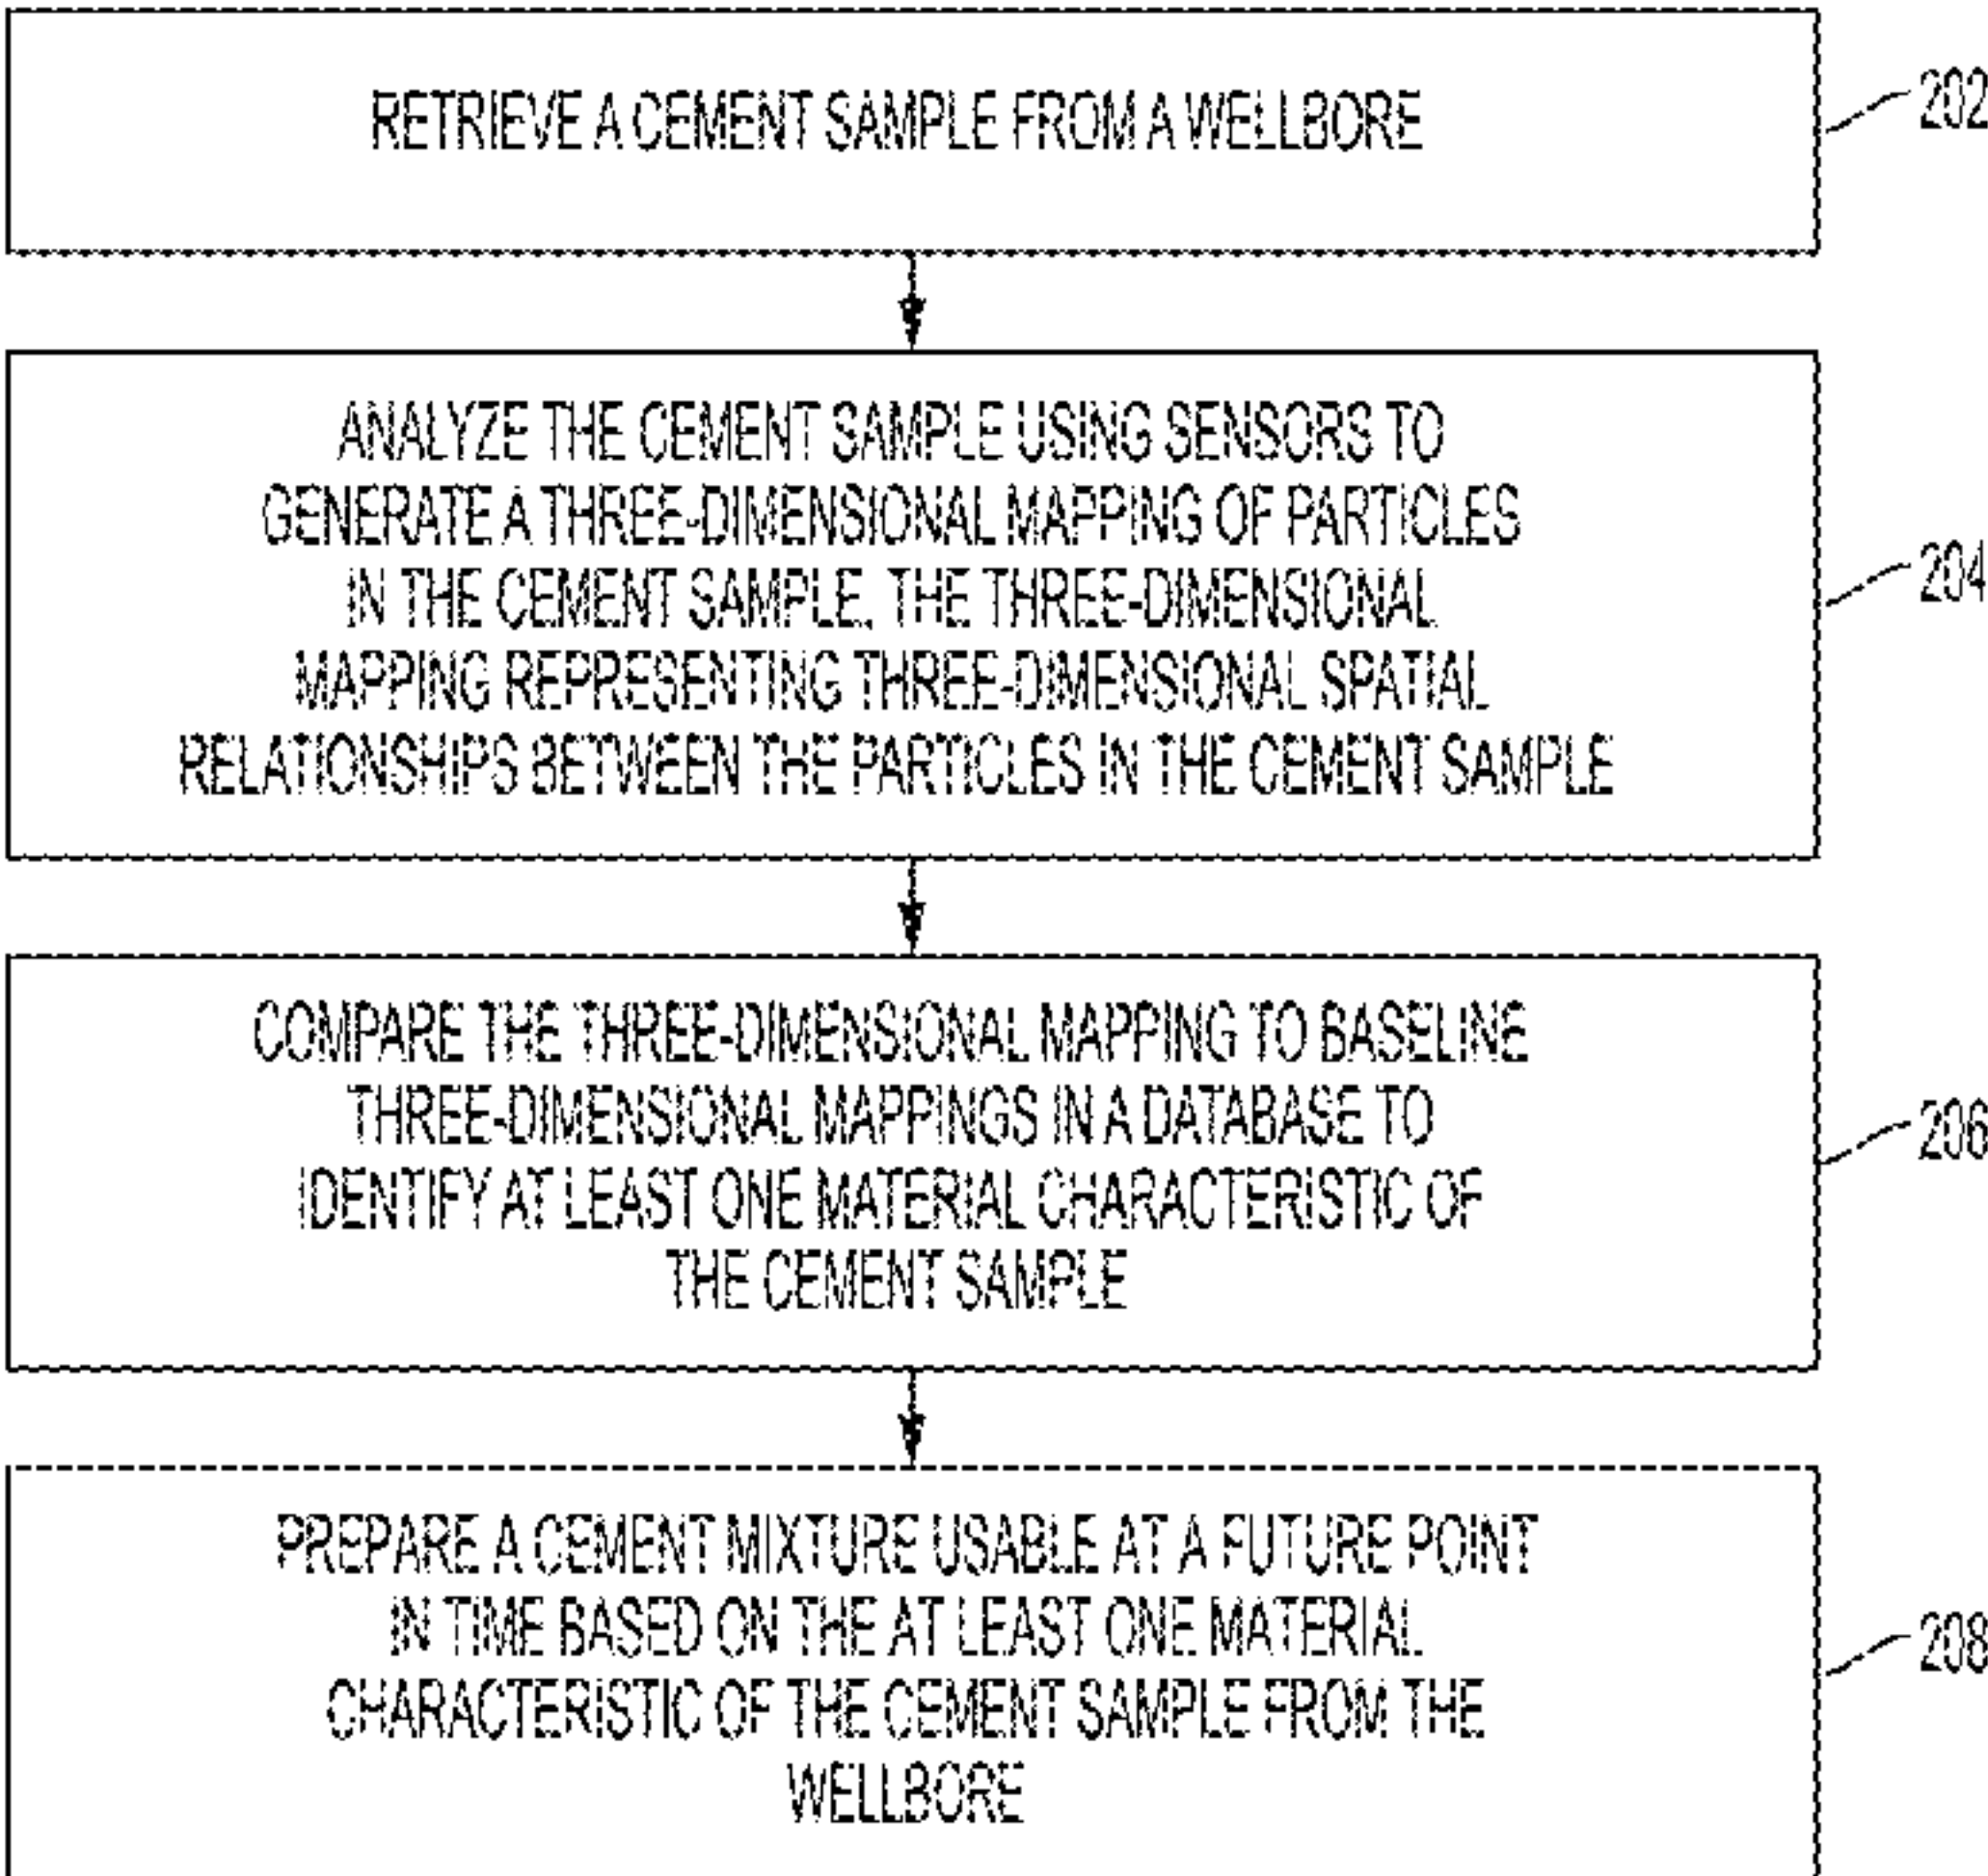 RETRIEVE A CEMENT SAMPLE FROM A WELLBORE
202
ANALYZE THE CEMENT SAMPLE USING SENSORS TO
GENERATE A THREE-DIMENSIONAL MAPPING OF PARTICLES
IN THE CEMENT SAMPLE, THE THREE-DIMENSIONAL
MAPPING REPRESENTING THREE-DIMENSIONAL SPATIAL
RELATIONSHIPS BETWEEN THE PARTICLES IN THE CEMENT SAMPLE
204
COMPARE THE THREE-DIMENSIONAL MAPPING TO BASELINE
THREE-DIMENSIONAL MAPPINGS IN A DATABASE TO
IDENTIFY AT LEAST ONE MATERIAL CHARACTERISTIC OF
THE CEMENT SAMPLE
206
PREPARE A CEMENT MIXTURE USABLE AT A FUTURE POINT
IN TIME BASED ON THE AT LEAST ONE MATERIAL
CHARACTERISTIC OF THE CEMENT SAMPLE FROM THE
WELLBORE
208